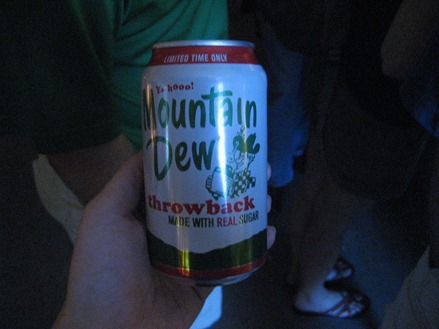 LIMITED TIME ONLY
Ya-hooo!
Mountain
Dew
throwback
MADE WITH REAL SUGAR